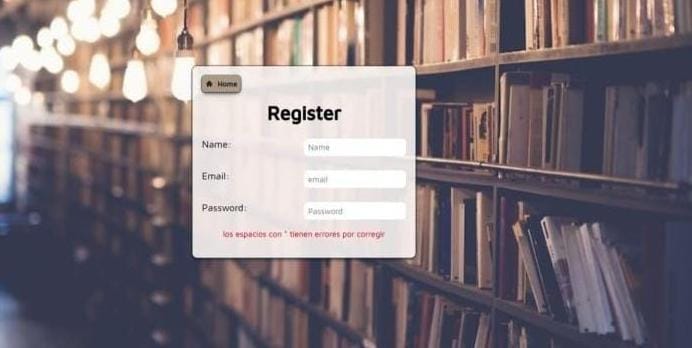 Home
Register
Name: Name
Email: email
Password: Password
los espacios con * tienen errores por corregir